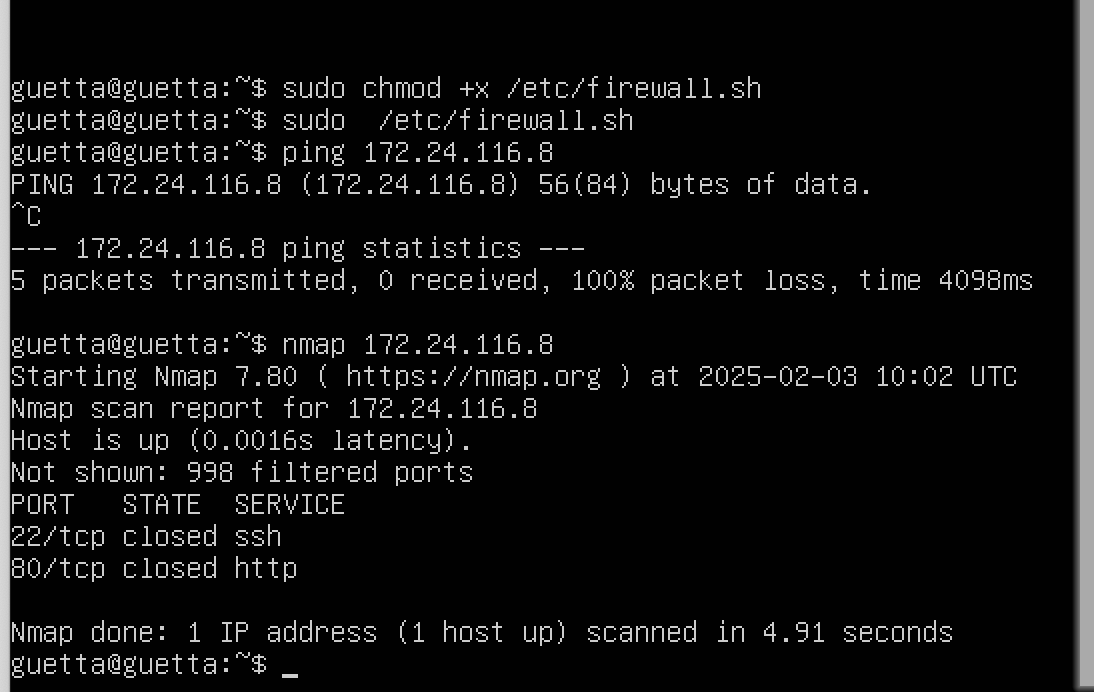 guetta@guetta:~$ sudo chmod +x /etc/firewall.sh
guetta@guetta:~$ sudo  /etc/firewall.sh
guetta@guetta:~$ ping 172.24.116.8
PING 172.24.116.8 (172.24.116.8) 56(84) bytes of data.
^C
--- 172.24.116.8 ping statistics ---
5 packets transmitted, 0 received, 100% packet loss, time 4098ms

guetta@guetta:~$ nmap 172.24.116.8
Starting Nmap 7.80 ( https://nmap.org ) at 2025-02-03 10:02 UTC
Nmap scan report for 172.24.116.8
Host is up (0.0016s latency).
Not shown: 998 filtered ports
PORT   STATE  SERVICE
22/tcp closed ssh
80/tcp closed http

Nmap done: 1 IP address (1 host up) scanned in 4.91 seconds
guetta@guetta:~$ _